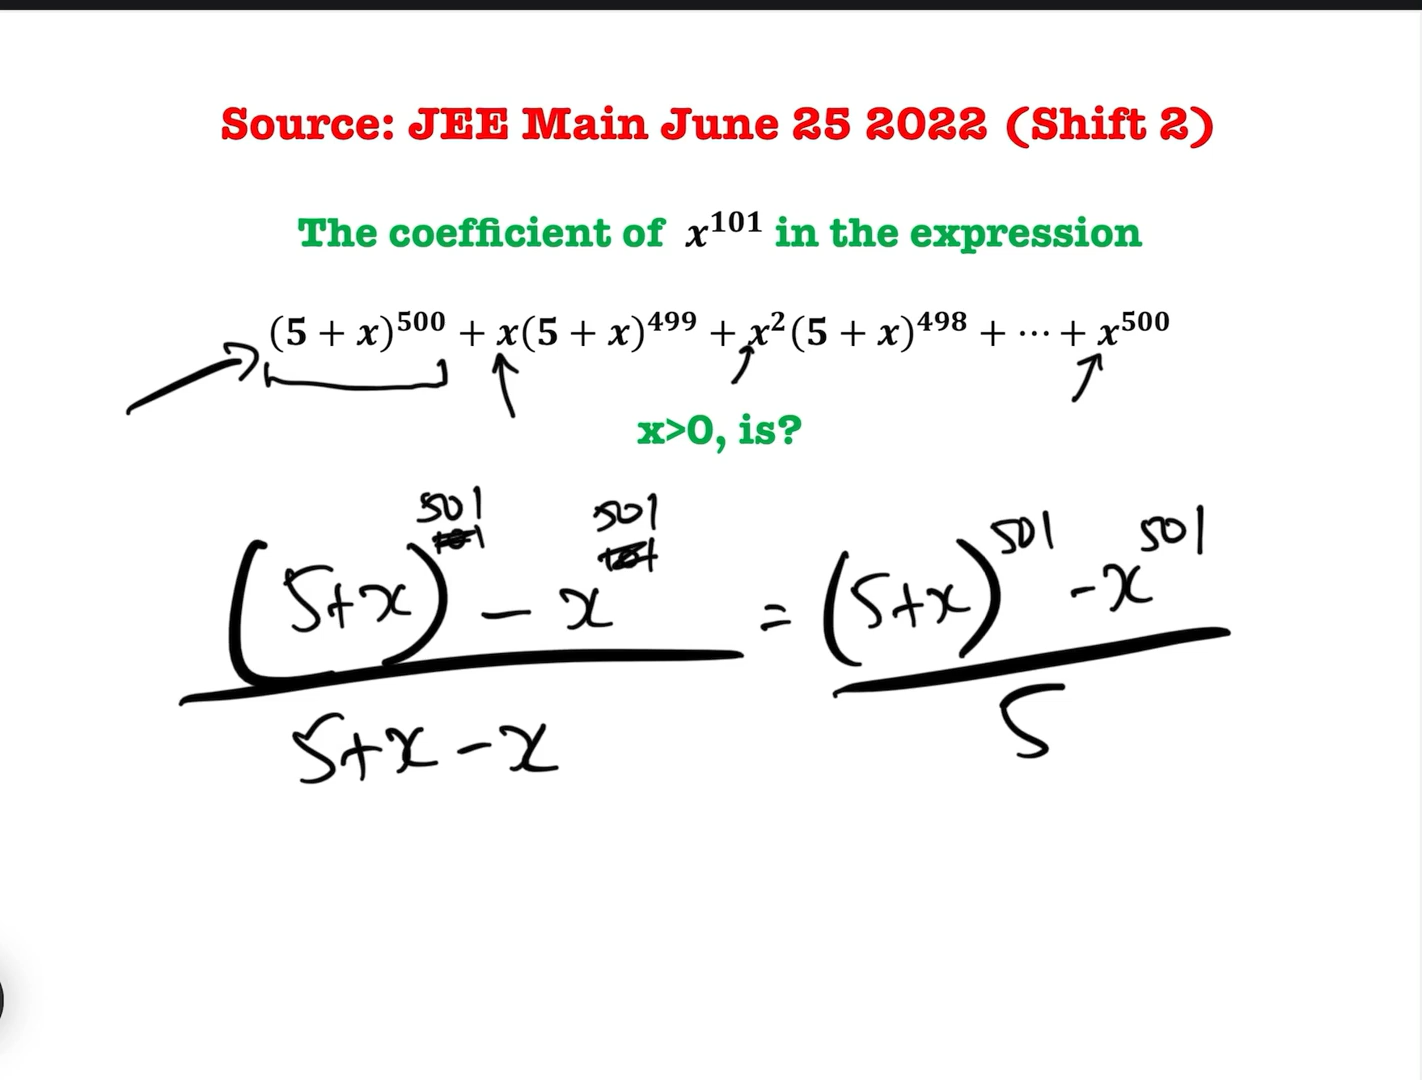 Source: JEE Main June 25 2022 (Shift 2)
The coefficient of x^101 in the expression
(5 + x)^500 + x(5 + x)^499 + x^2(5 + x)^498 + ⋯ + x^500
x>0, is?
(5+x)^501 - x^501 = (5+x)^501 - x^501
5+x-x 5